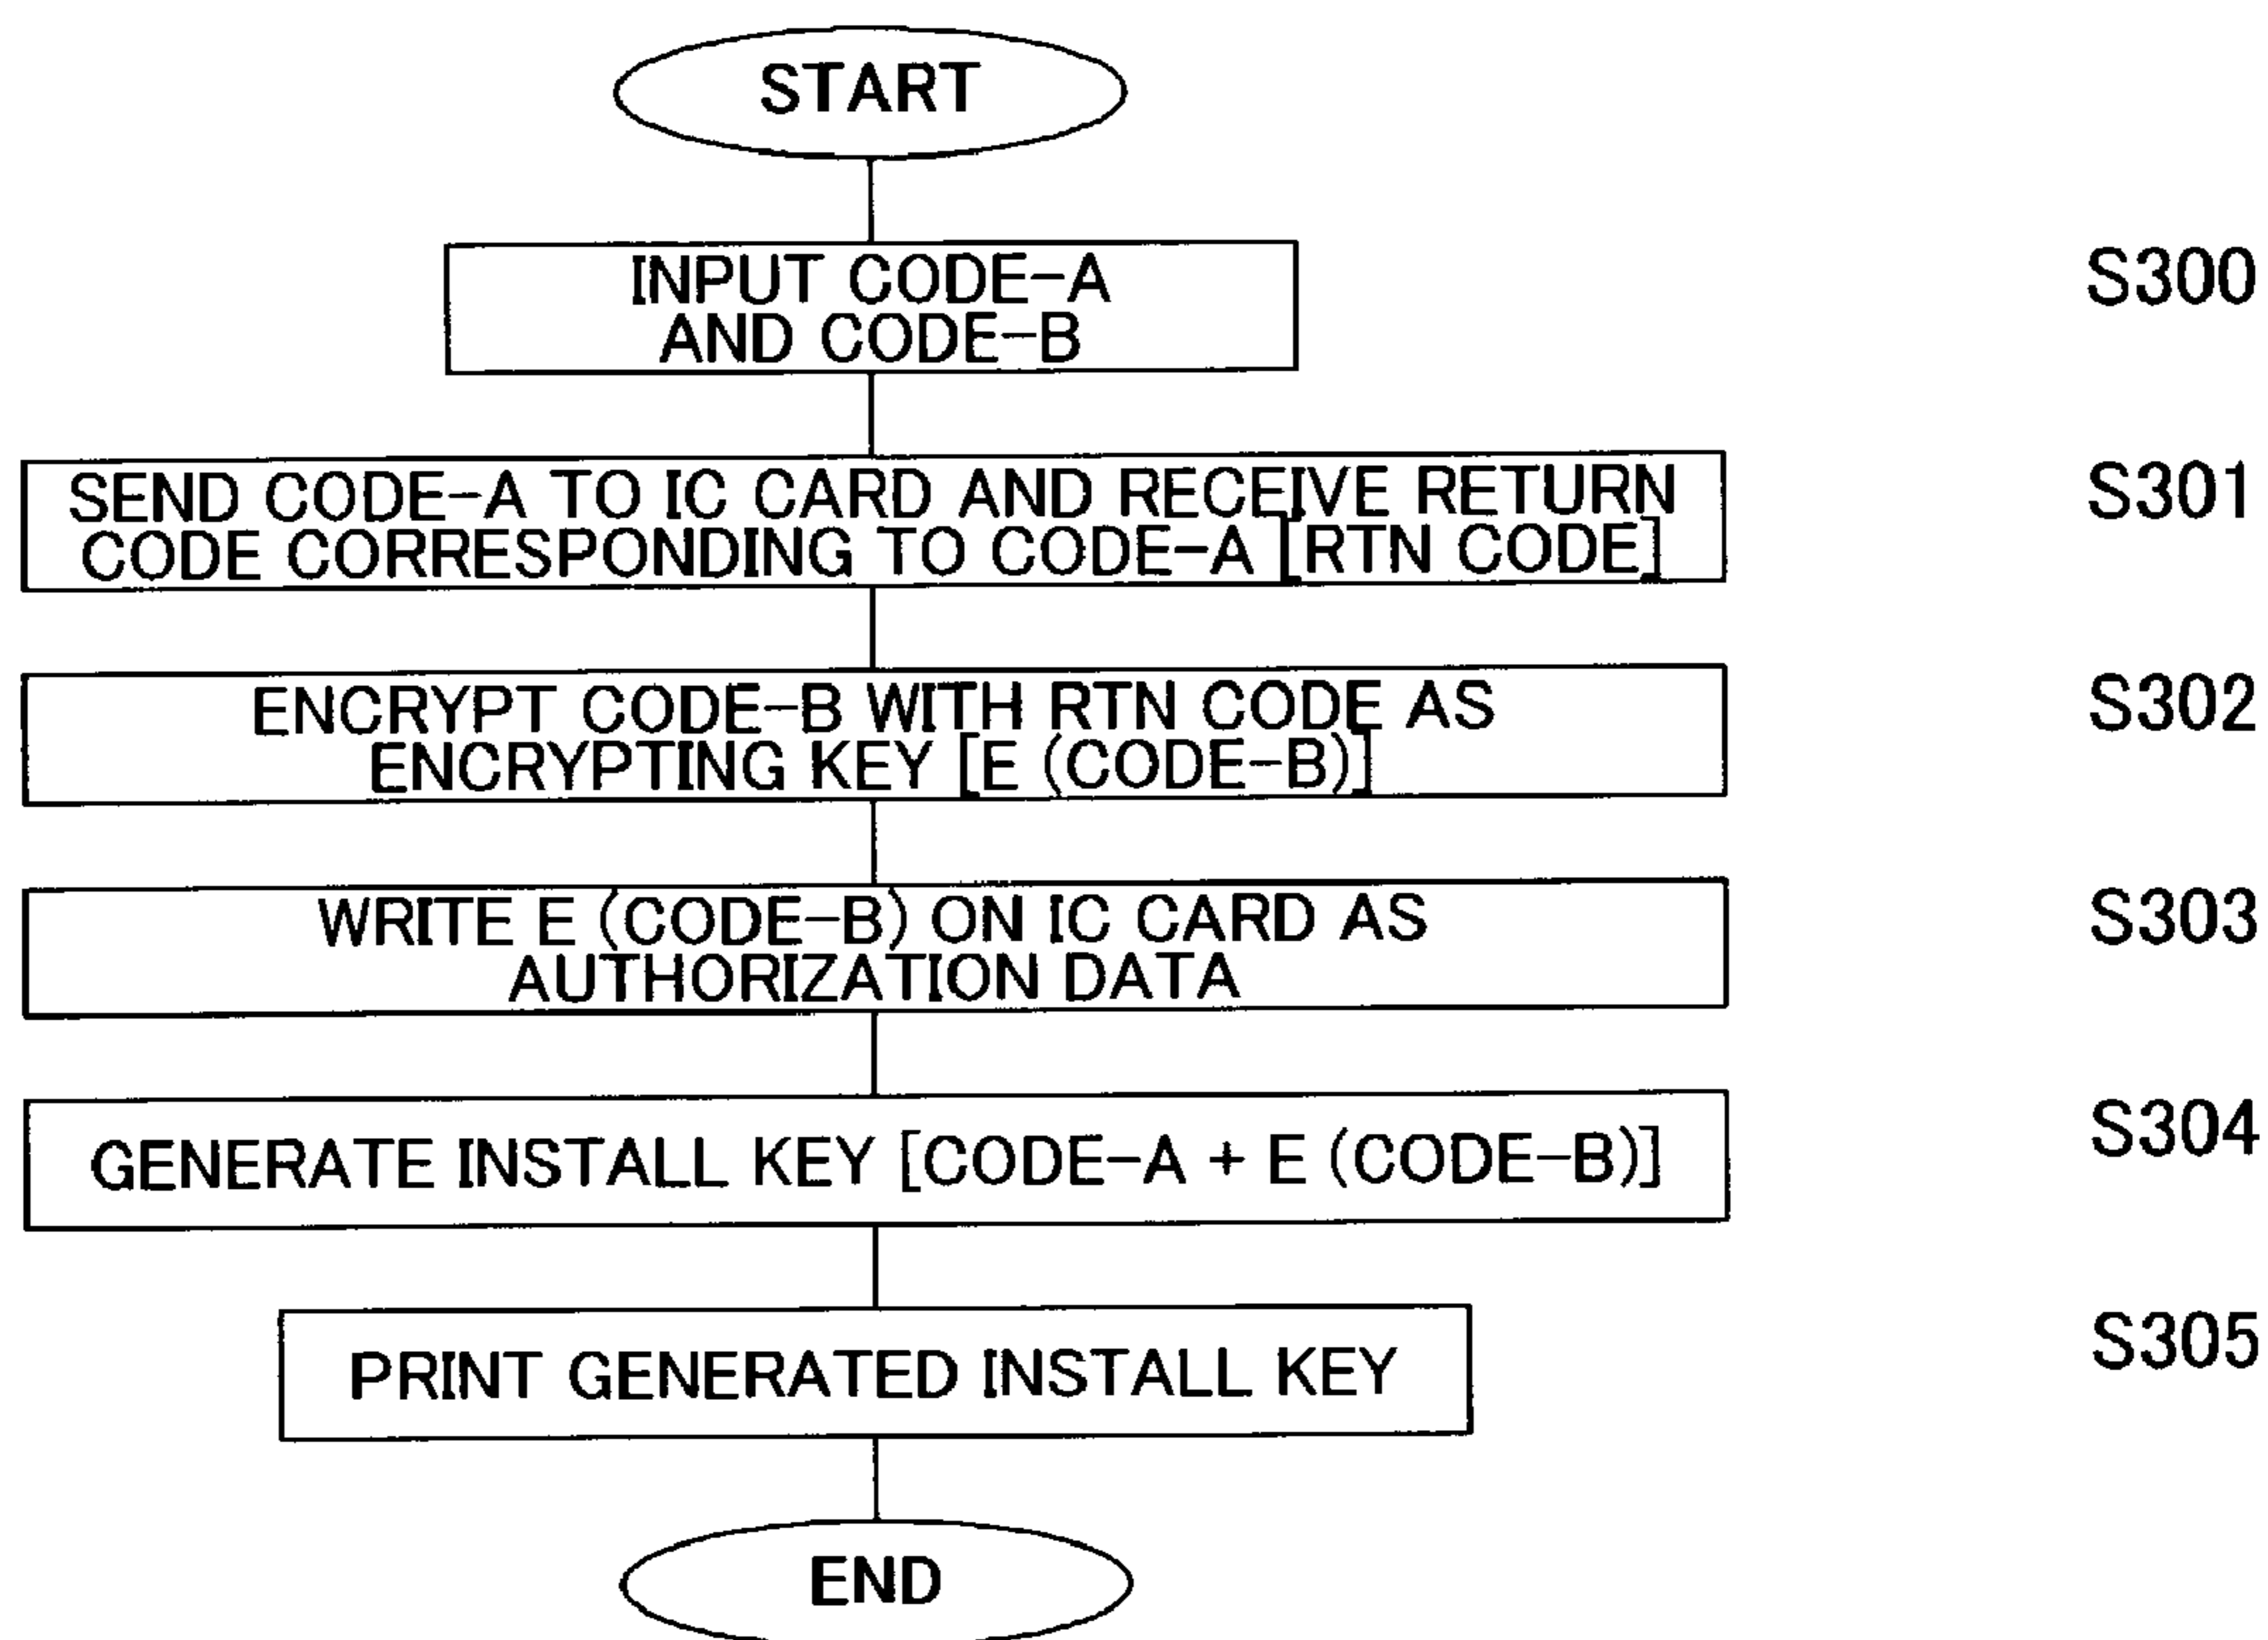 START
INPUT CODE-A
AND CODE-B
S300
SEND CODE-A TO IC CARD AND RECEIVE RETURN
CODE CORRESPONDING TO CODE-A [RTN CODE]
S301
ENCRYPT CODE-B WITH RTN CODE AS
ENCRYPTING KEY [E (CODE-B)]
S302
WRITE E (CODE-B) ON IC CARD AS
AUTHORIZATION DATA
S303
GENERATE INSTALL KEY [CODE-A + E (CODE-B)]
S304
PRINT GENERATED INSTALL KEY
S305
END